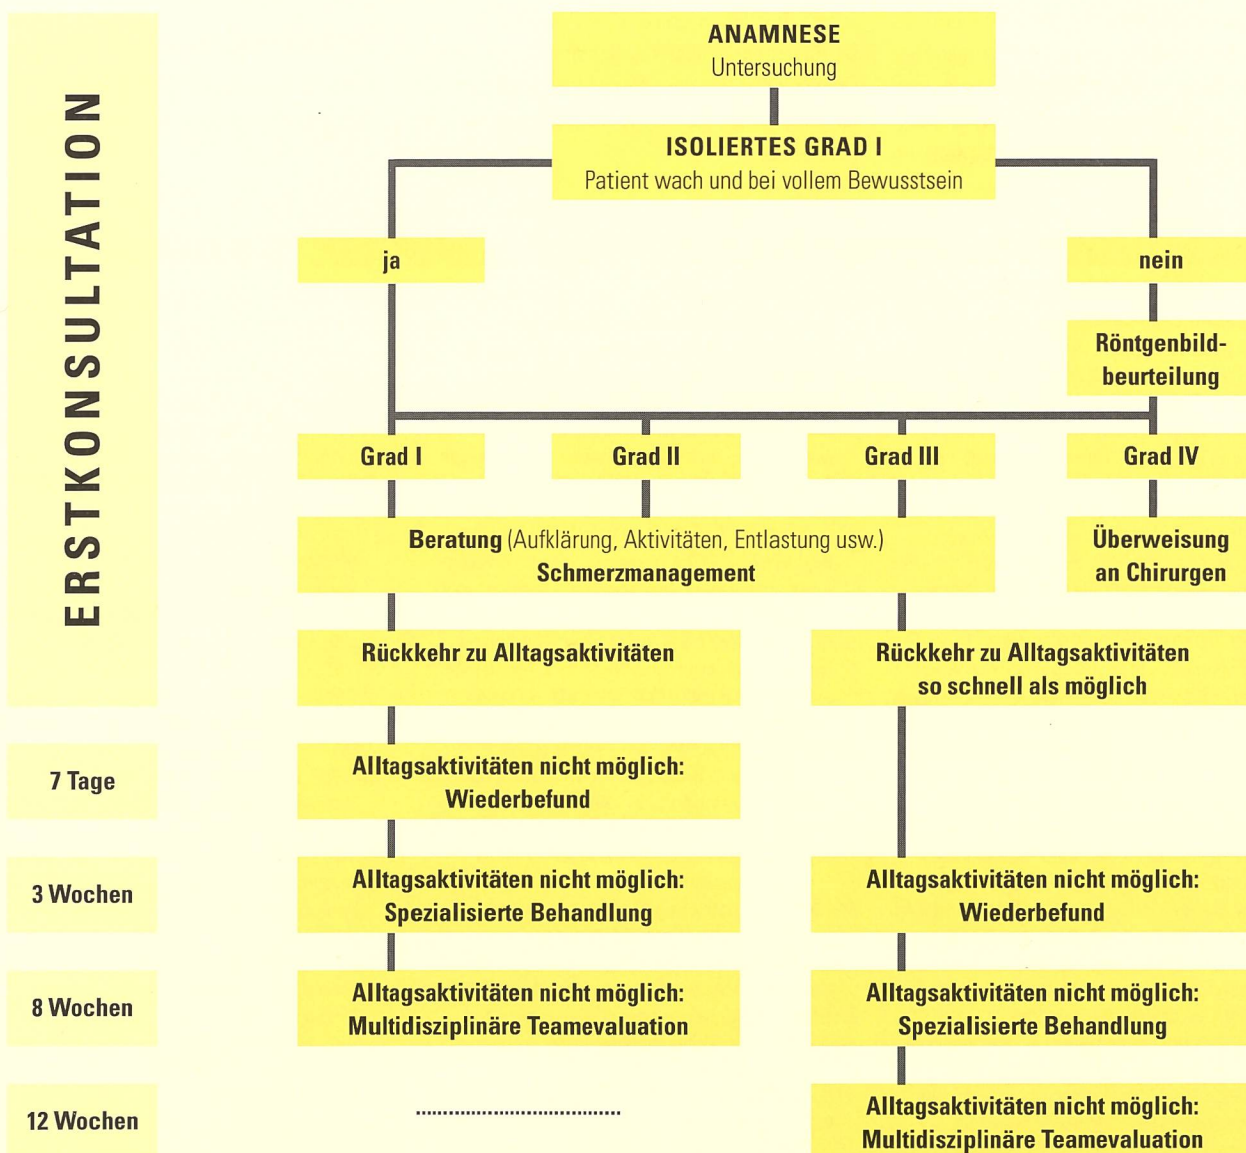 ERSTKONSULTATION
ANAMNESE
Untersuchung
ISOLIERTES GRAD I
Patient wach und bei vollem Bewusstsein
ja
nein
Röntgenbild-
beurteilung
Grad I
Grad II
Grad III
Grad IV
Beratung (Aufklärung, Aktivitäten, Entlastung usw.)
Schmerzmanagement
Überweisung
an Chirurgen
Rückkehr zu Alltagsaktivitäten
Rückkehr zu Alltagsaktivitäten
so schnell als möglich
7 Tage
Alltagsaktivitäten nicht möglich:
Wiederbefund
3 Wochen
Alltagsaktivitäten nicht möglich:
Spezialisierte Behandlung
Alltagsaktivitäten nicht möglich:
Wiederbefund
8 Wochen
Alltagsaktivitäten nicht möglich:
Multidisziplinäre Teamevaluation
Alltagsaktivitäten nicht möglich:
Spezialisierte Behandlung
12 Wochen
.......................................
Alltagsaktivitäten nicht möglich:
Multidisziplinäre Teamevaluation